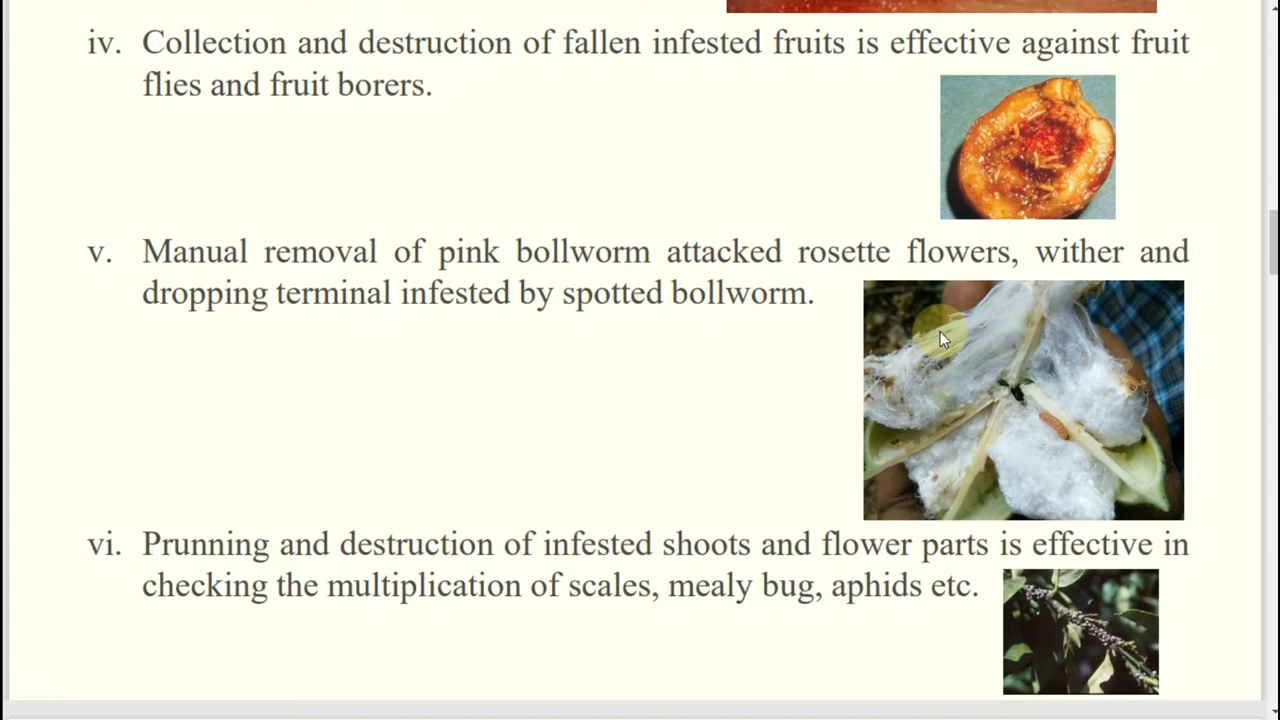 iv. Collection and destruction of fallen infested fruits is effective against fruit
flies and fruit borers.
v. Manual removal of pink bollworm attacked rosette flowers, wither and
dropping terminal infested by spotted bollworm.
vi. Prunning and destruction of infested shoots and flower parts is effective in
checking the multiplication of scales, mealy bug, aphids etc.